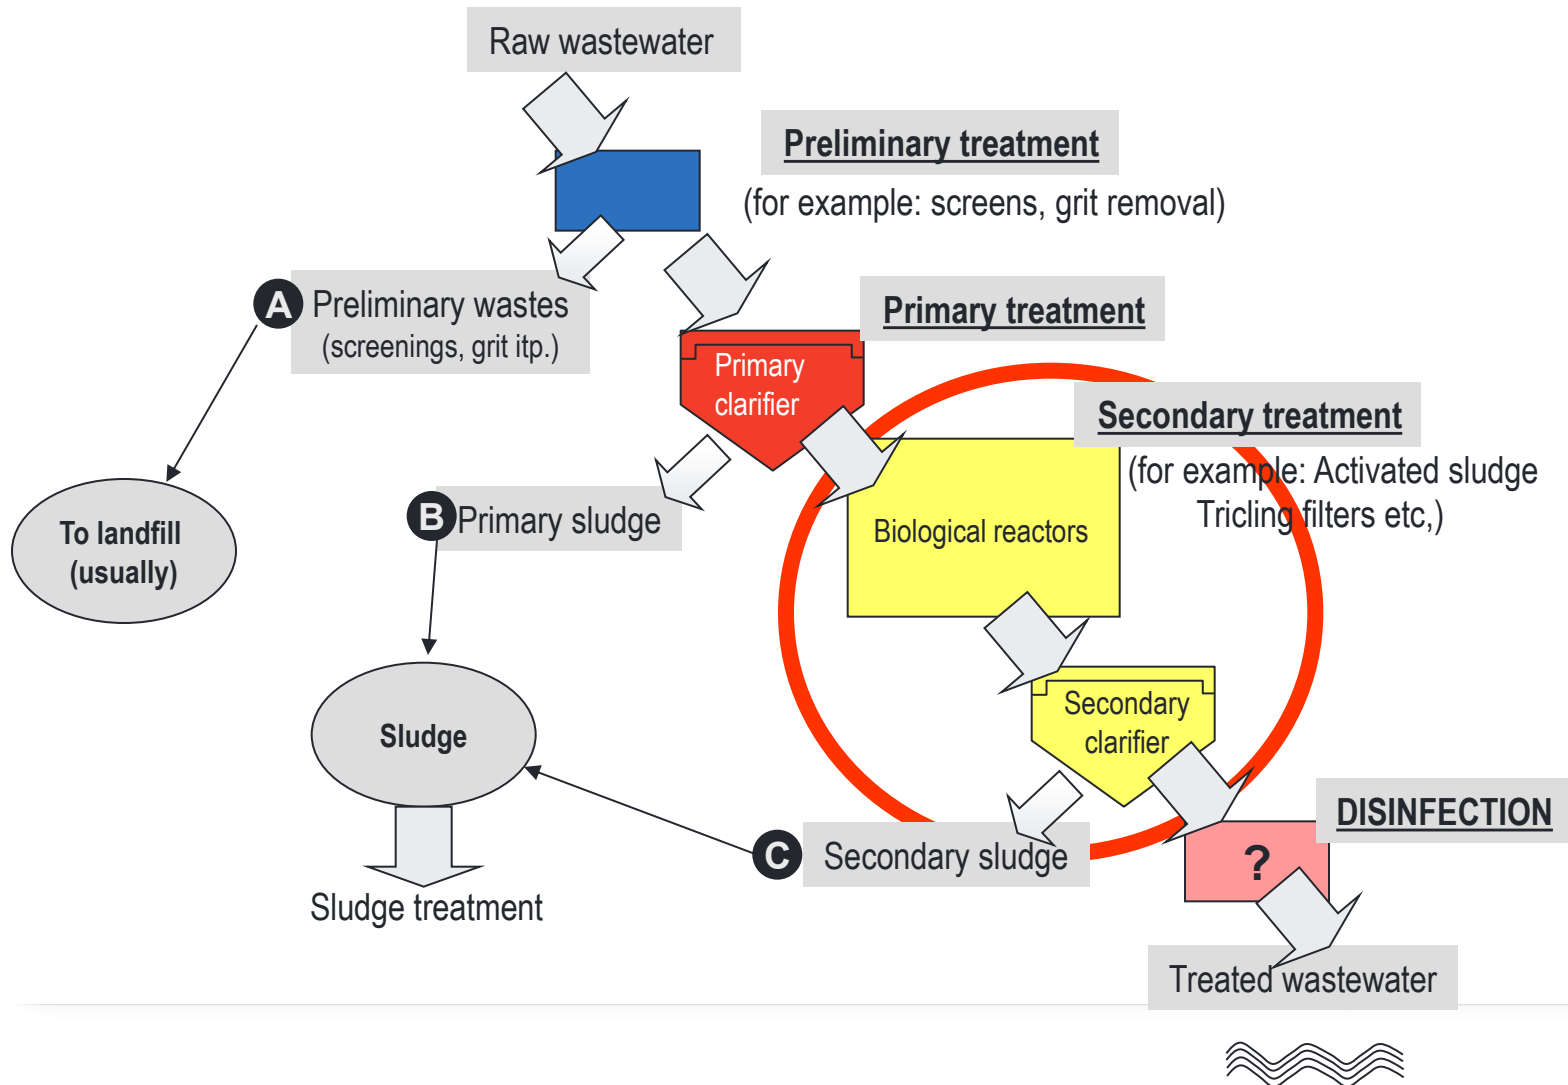 Raw wastewater
Preliminary treatment
(for example: screens, grit removal)
A
Preliminary wastes
(screenings, grit itp.)
Primary treatment
Primary
clarifier
Secondary treatment
(for example: Activated sludge
Tricling filters etc,)
B
Primary sludge
To landfill
(usually)
Biological reactors
Sludge
Secondary
clarifier
DISINFECTION
C
Secondary sludge
?
Sludge treatment
Treated wastewater